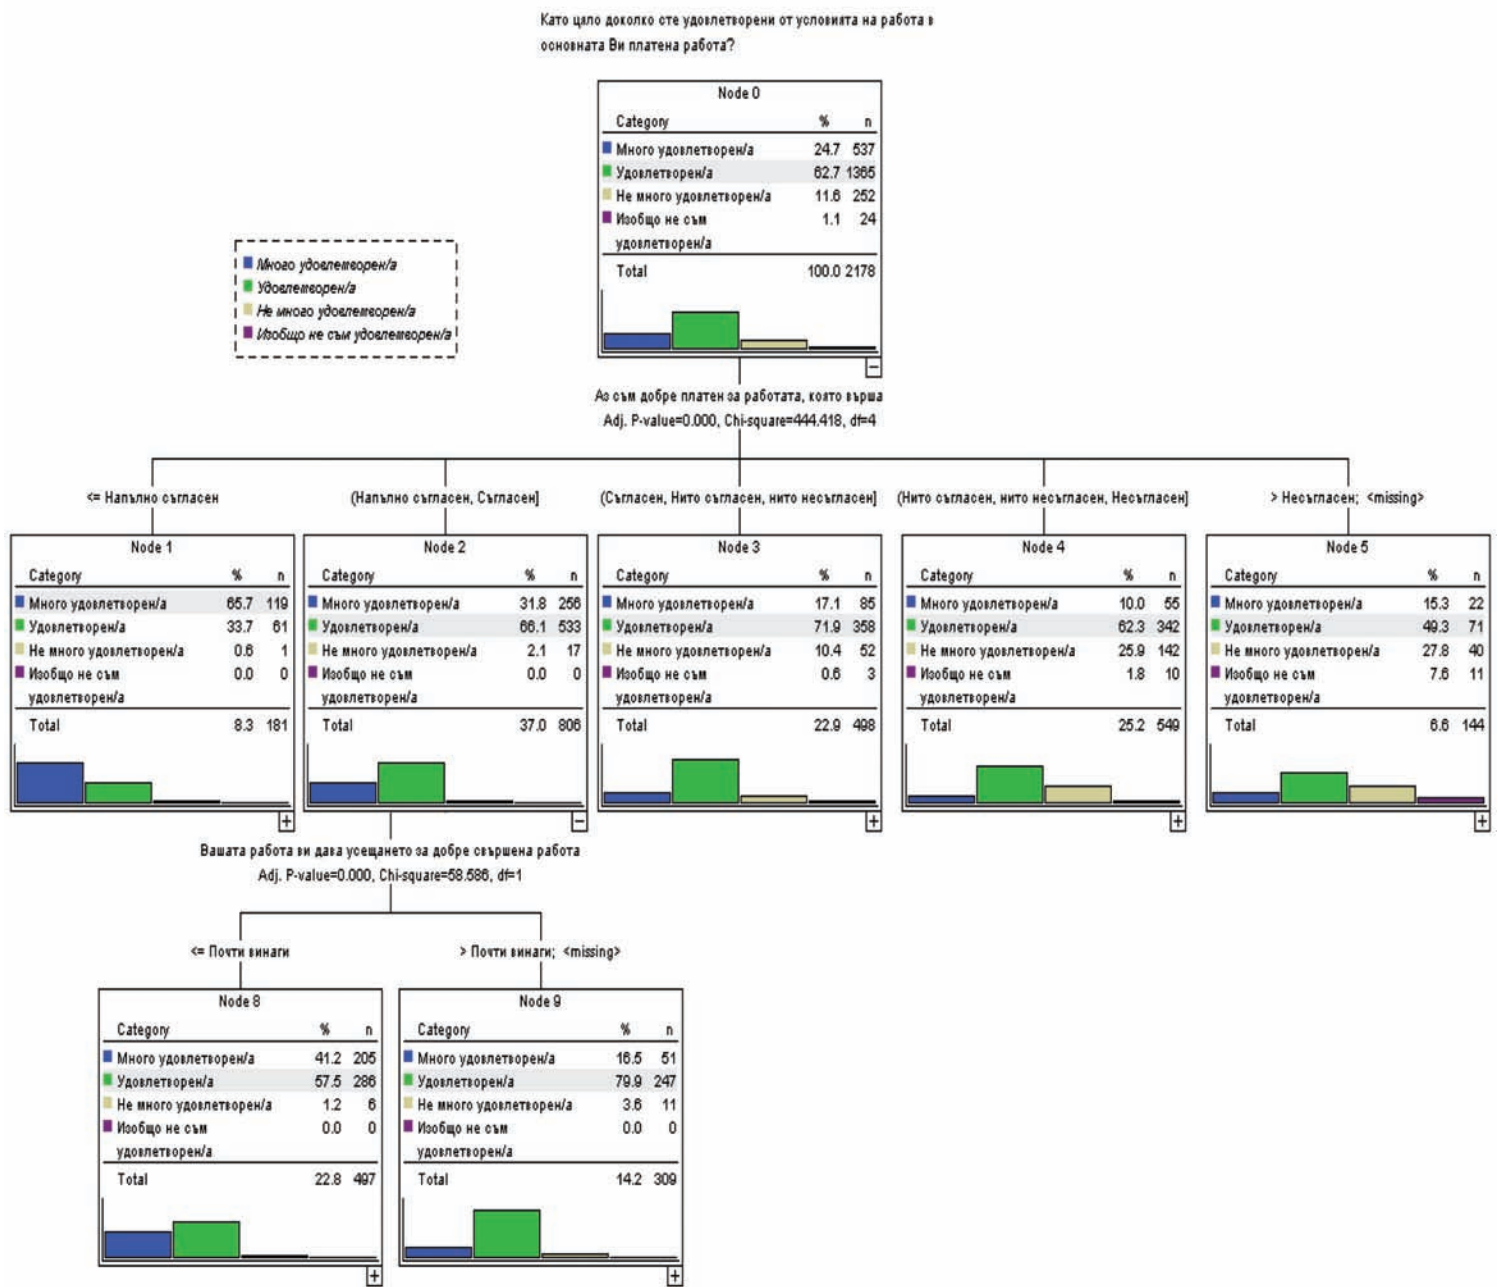 Като цяло доколко сте удовлетворени от условията на работа в
основната Ви платена работа?
Node 0
Category % n
Много удовлетворен/а 24.7 537
Удовлетворен/а 62.7 1365
Не много удовлетворен/а 11.6 252
Изобщо не съм 1.1 24
удовлетворен/а
Total 100.0 2178
Много удовлетворен/а
Удовлетворен/а
Не много удовлетворен/а
Изобщо не съм удовлетворен/а
Аз съм добре платен за работата, която върша
Adj. P-value=0.000, Chi-square=444.418, df=4
<= Напълно съгласен
(Напълно съгласен, Съгласен]
(Съгласен, Нито съгласен, нито несъгласен]
(Нито съгласен, нито несъгласен, Несъгласен]
> Несъгласен; <missing>
Node 1
Category % n
Много удовлетворен/а 65.7 119
Удовлетворен/а 33.7 61
Не много удовлетворен/а 0.6 1
Изобщо не съм 0.0 0
удовлетворен/а
Total 8.3 181
Node 2
Category % n
Много удовлетворен/а 31.8 256
Удовлетворен/а 66.1 533
Не много удовлетворен/а 2.1 17
Изобщо не съм 0.0 0
удовлетворен/а
Total 37.0 806
Node 3
Category % n
Много удовлетворен/а 17.1 85
Удовлетворен/а 71.9 358
Не много удовлетворен/а 10.4 52
Изобщо не съм 0.6 3
удовлетворен/а
Total 22.9 498
Node 4
Category % n
Много удовлетворен/а 10.0 55
Удовлетворен/а 62.3 342
Не много удовлетворен/а 25.9 142
Изобщо не съм 1.8 10
удовлетворен/а
Total 25.2 549
Node 5
Category % n
Много удовлетворен/а 15.3 22
Удовлетворен/а 49.3 71
Не много удовлетворен/а 27.8 40
Изобщо не съм 7.6 11
удовлетворен/а
Total 6.6 144
Вашата работа ви дава усещането за добре свършена работа
Adj. P-value=0.000, Chi-square=58.586, df=1
<= Почти винаги
> Почти винаги; <missing>
Node 8
Category % n
Много удовлетворен/а 41.2 205
Удовлетворен/а 57.5 286
Не много удовлетворен/а 1.2 6
Изобщо не съм 0.0 0
удовлетворен/а
Total 22.8 497
Node 9
Category % n
Много удовлетворен/а 16.5 51
Удовлетворен/а 79.9 247
Не много удовлетворен/а 3.6 11
Изобщо не съм 0.0 0
удовлетворен/а
Total 14.2 309